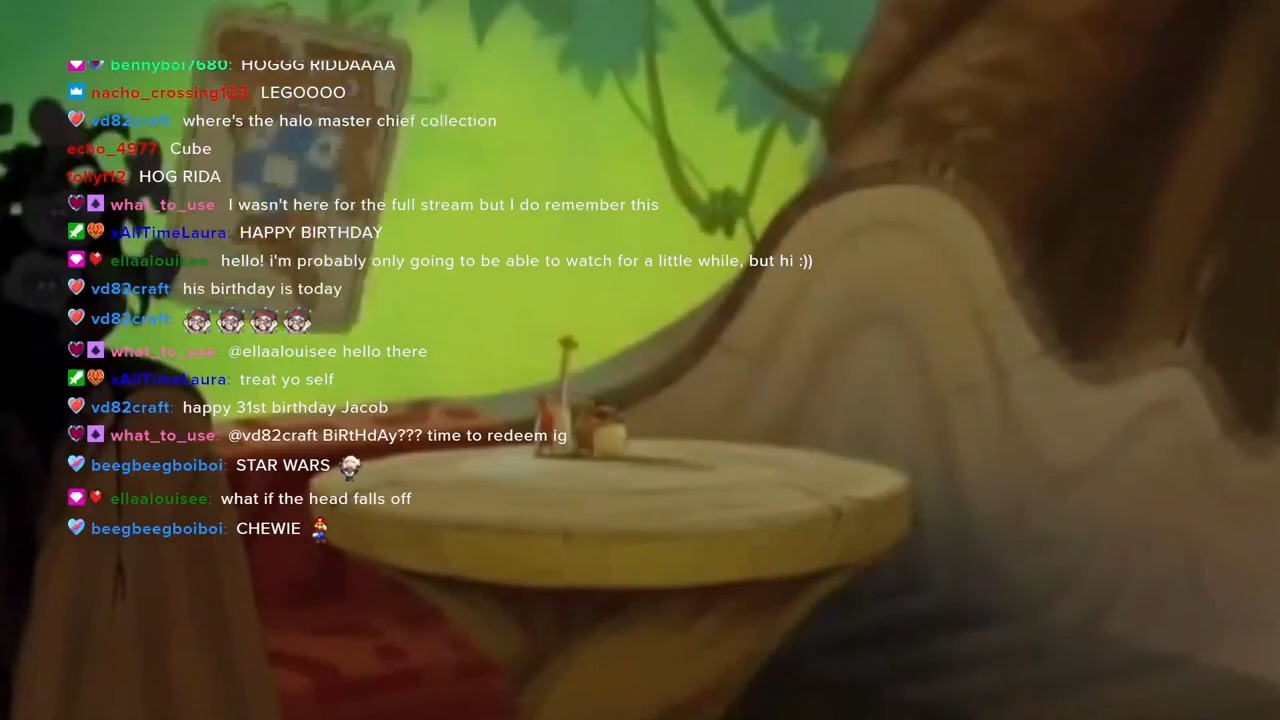 bennyboi7680: HOGGG RIDDAAAA
nacho_crossing123: LEGOOOO
vd82craft: where's the halo master chief collection
echo_4977: Cube
follyf12: HOG RIDA
what_to_use: I wasn't here for the full stream but I do remember this
xAllTimeLaura: HAPPY BIRTHDAY
ellaalouisee: hello! i'm probably only going to be able to watch for a little while, but hi :))
vd82craft: his birthday is today
vd82craft:
what_to_use: @ellaalouisee hello there
xAllTimeLaura: treat yo self
vd82craft: happy 31st birthday Jacob
what_to_use: @vd82craft BiRtHdAy??? time to redeem ig
beegbeegboiboi: STAR WARS
ellaalouisee: what if the head falls off
beegbeegboiboi: CHEWIE